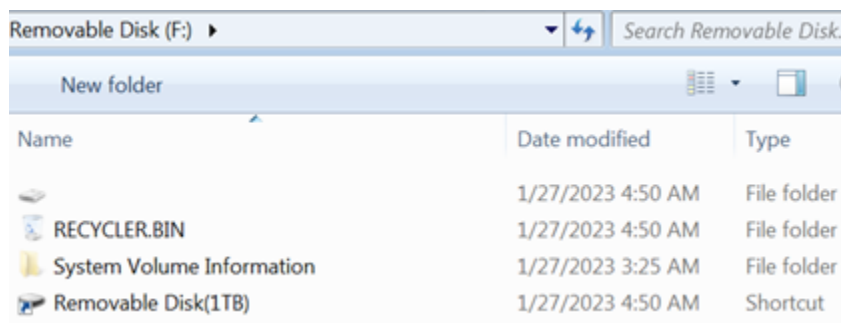 Removable Disk (F:)
Search Removable Disk.
New folder
Name Date modified Type
1/27/2023 4:50 AM File folder
RECYCLER.BIN 1/27/2023 4:50 AM File folder
System Volume Information 1/27/2023 3:25 AM File folder
Removable Disk(1TB) 1/27/2023 4:50 AM Shortcut